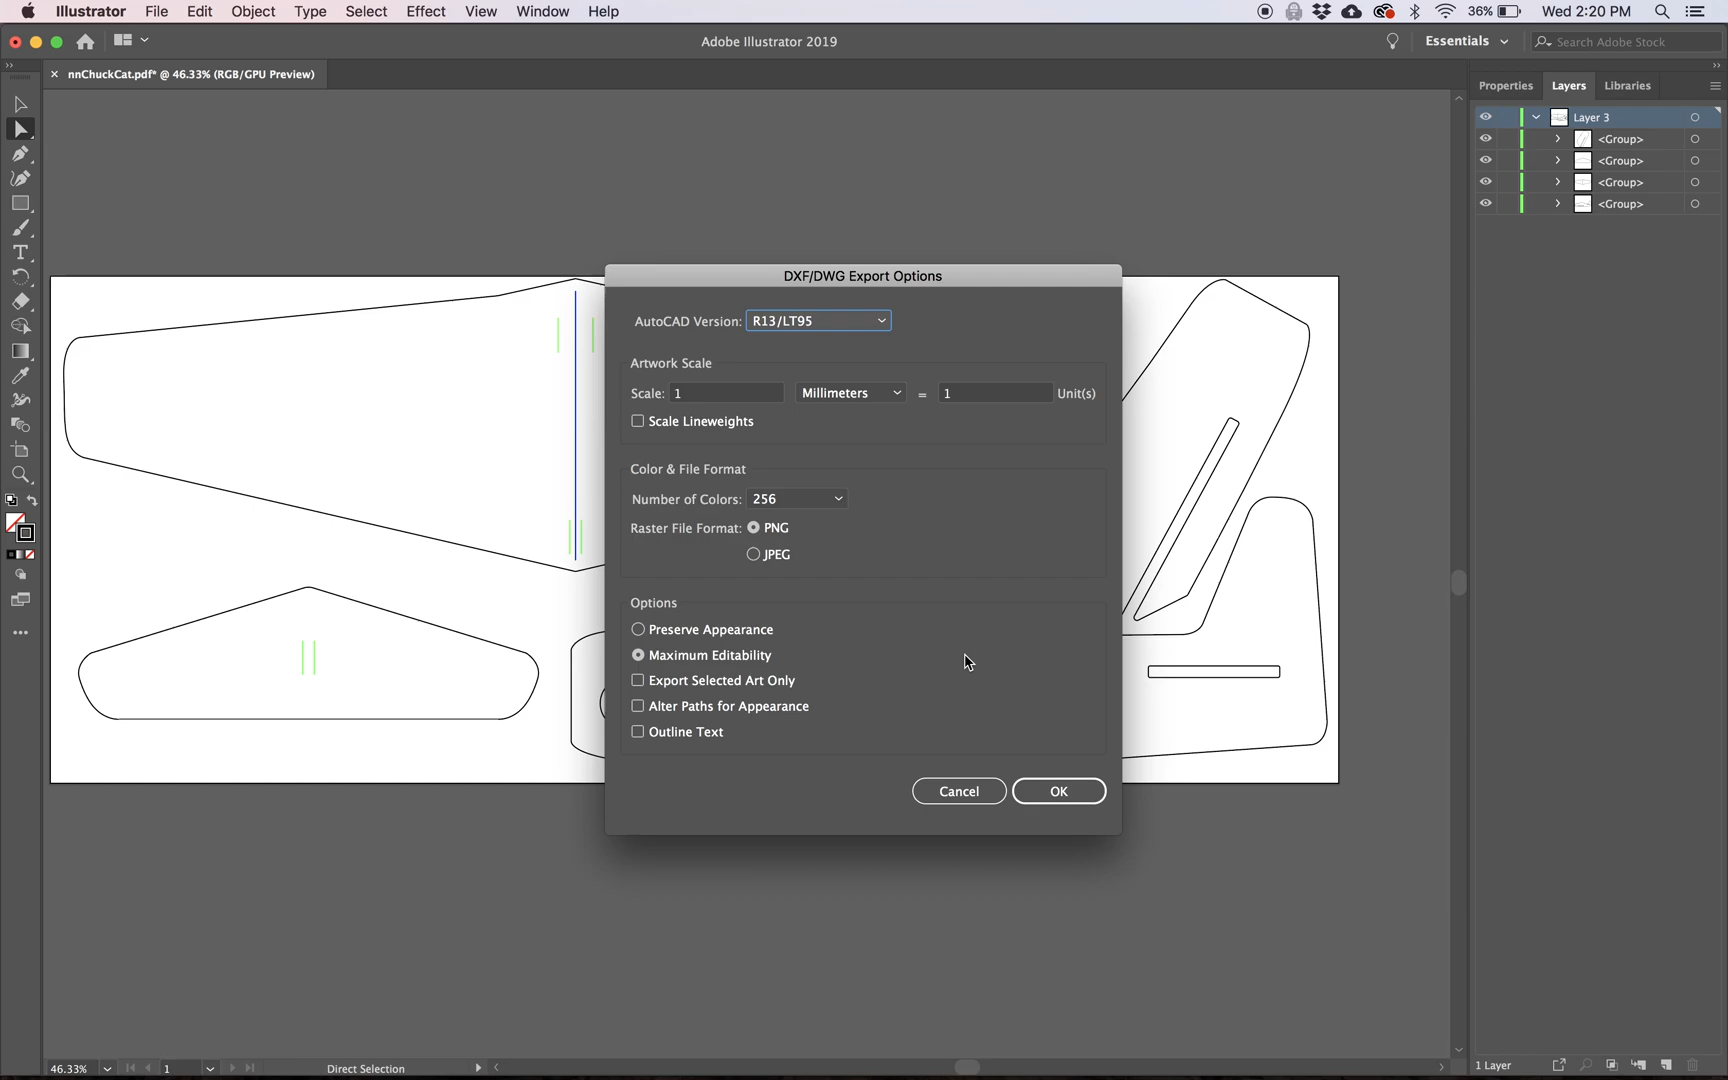 Illustrator File Edit Object Type Select Effect View Window Help 36% Wed 2:20 PM
Adobe Illustrator 2019 Essentials Search Adobe Stock
nnChuckCat.pdf* @ 46.33% (RGB/GPU Preview)
Properties Layers Libraries
Layer 3
<Group>
<Group>
<Group>
<Group>
DXF/DWG Export Options
AutoCAD Version: R13/LT95
Artwork Scale
Scale: 1 Millimeters = 1 Unit(s)
Scale Lineweights
Color & File Format
Number of Colors: 256
Raster File Format: PNG
JPEG
Options
Preserve Appearance
Maximum Editability
Export Selected Art Only
Alter Paths for Appearance
Outline Text
Cancel OK
46.33% 1 Direct Selection 1 Layer